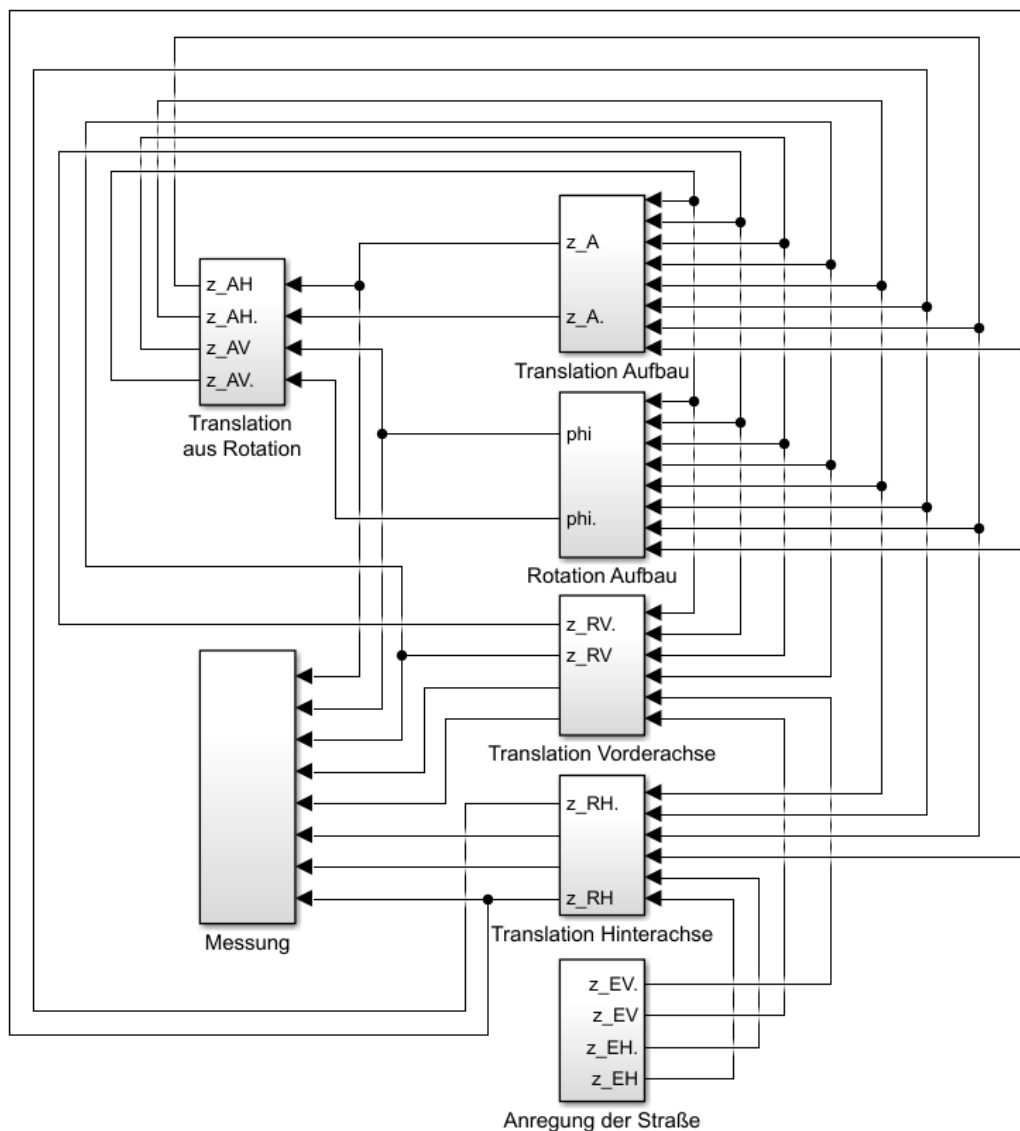 z_A
z_A.
Translation Aufbau
z_AH
z_AH.
z_AV
z_AV.
Translation
aus Rotation
phi
phi.
Rotation Aufbau
z_RV.
z_RV
Translation Vorderachse
Messung
z_RH.
z_RH
Translation Hinterachse
z_EV.
z_EV
z_EH.
z_EH
Anregung der Straße